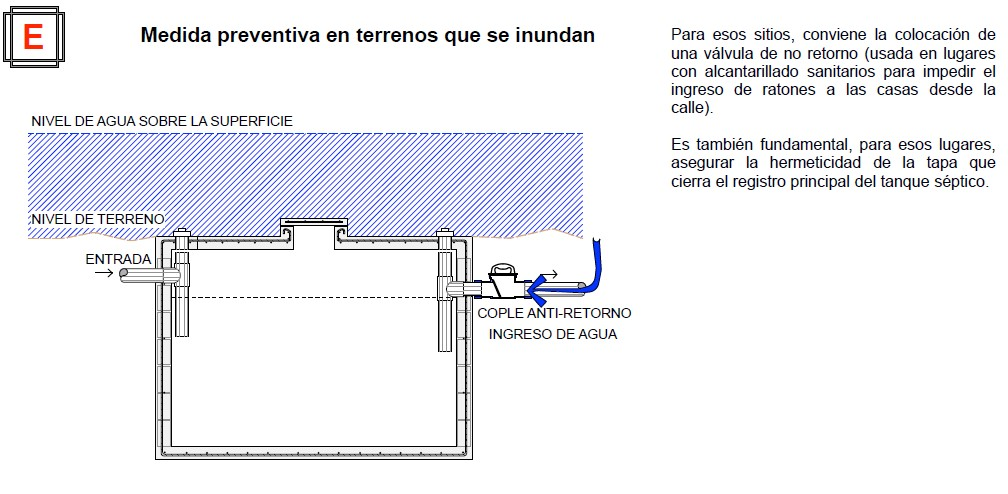 E
Medida preventiva en terrenos que se inundan
Para esos sitios, conviene la colocación de
una válvula de no retorno (usada en lugares
con alcantarillado sanitarios para impedir el
ingreso de ratones a las casas desde la
calle).
Es también fundamental, para esos lugares,
asegurar la hermeticidad de la tapa que
cierra el registro principal del tanque séptico.
NIVEL DE AGUA SOBRE LA SUPERFICIE
NIVEL DE TERRENO
ENTRADA
COPLE ANTI-RETORNO
INGRESO DE AGUA